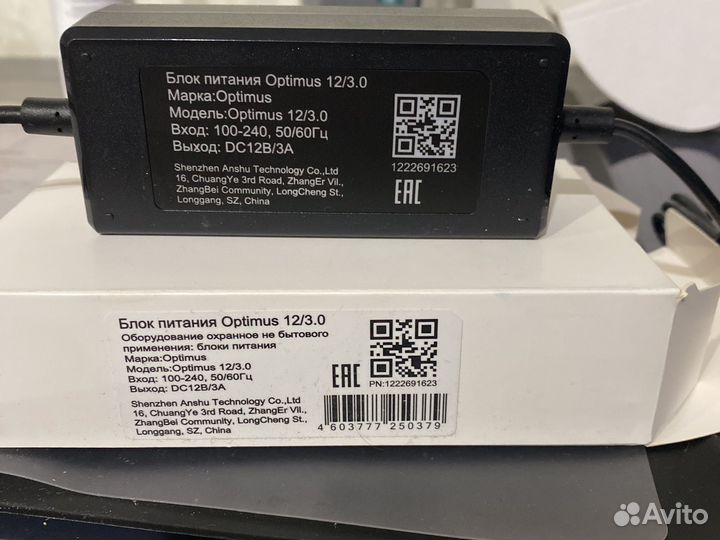 Блок питания Optimus 12/3.0
Марка:Optimus
Модель:Optimus 12/3.0
Вход: 100-240, 50/60Гц
Выход: DC12В/3А
Shenzhen Anshu Technology Co.,Ltd
16, ChuangYe 3rd Road, ZhangEr Vil.,
ZhangBei Community, LongCheng St.,
Longgang, SZ, China
1222691623
EAC
Блок питания Optimus 12/3.0
Оборудование охранное не бытового
применения: блоки питания
Марка:Optimus
Модель:Optimus 12/3.0
Вход: 100-240, 50/60Гц
Выход: DC12В/3А
Shenzhen Anshu Technology Co.,Ltd
16, ChuangYe 3rd Road, ZhangEr Vil.,
ZhangBei Community, LongCheng St.,
Longgang, SZ, China
EAC
PN:1222691623
4 603777 250379
Avito